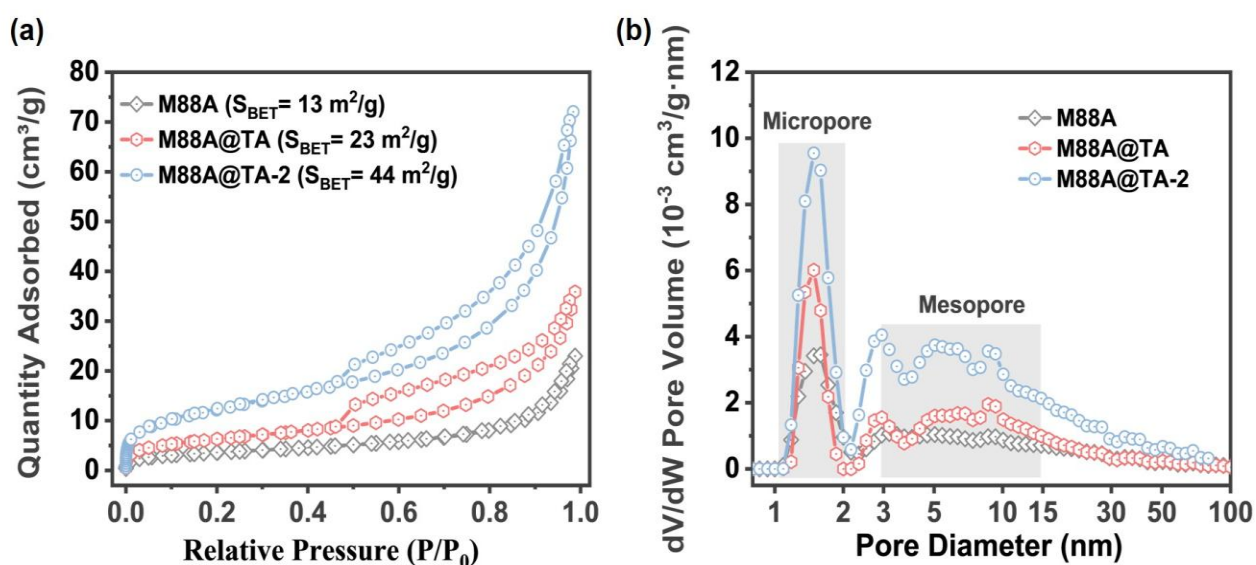 (a)
Quantity Adsorbed (cm³/g)
80
70
60
50
40
30
20
10
0
M88A (S_BET= 13 m²/g)
M88A@TA (S_BET= 23 m²/g)
M88A@TA-2 (S_BET= 44 m²/g)
0.0 0.2 0.4 0.6 0.8 1.0
Relative Pressure (P/P₀)
(b)
dV/dW Pore Volume (10⁻³ cm³/g·nm)
12
10
8
6
4
2
0
Micropore
Mesopore
M88A
M88A@TA
M88A@TA-2
1 2 3 5 10 15 30 50 100
Pore Diameter (nm)